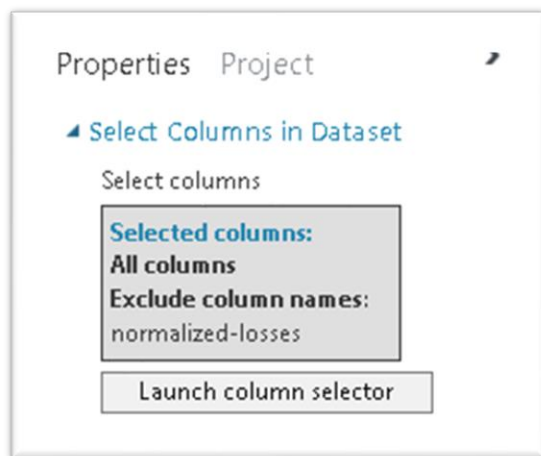 Properties Project
Select Columns in Dataset
Select columns
Selected columns:
All columns
Exclude column names:
normalized-losses
Launch column selector